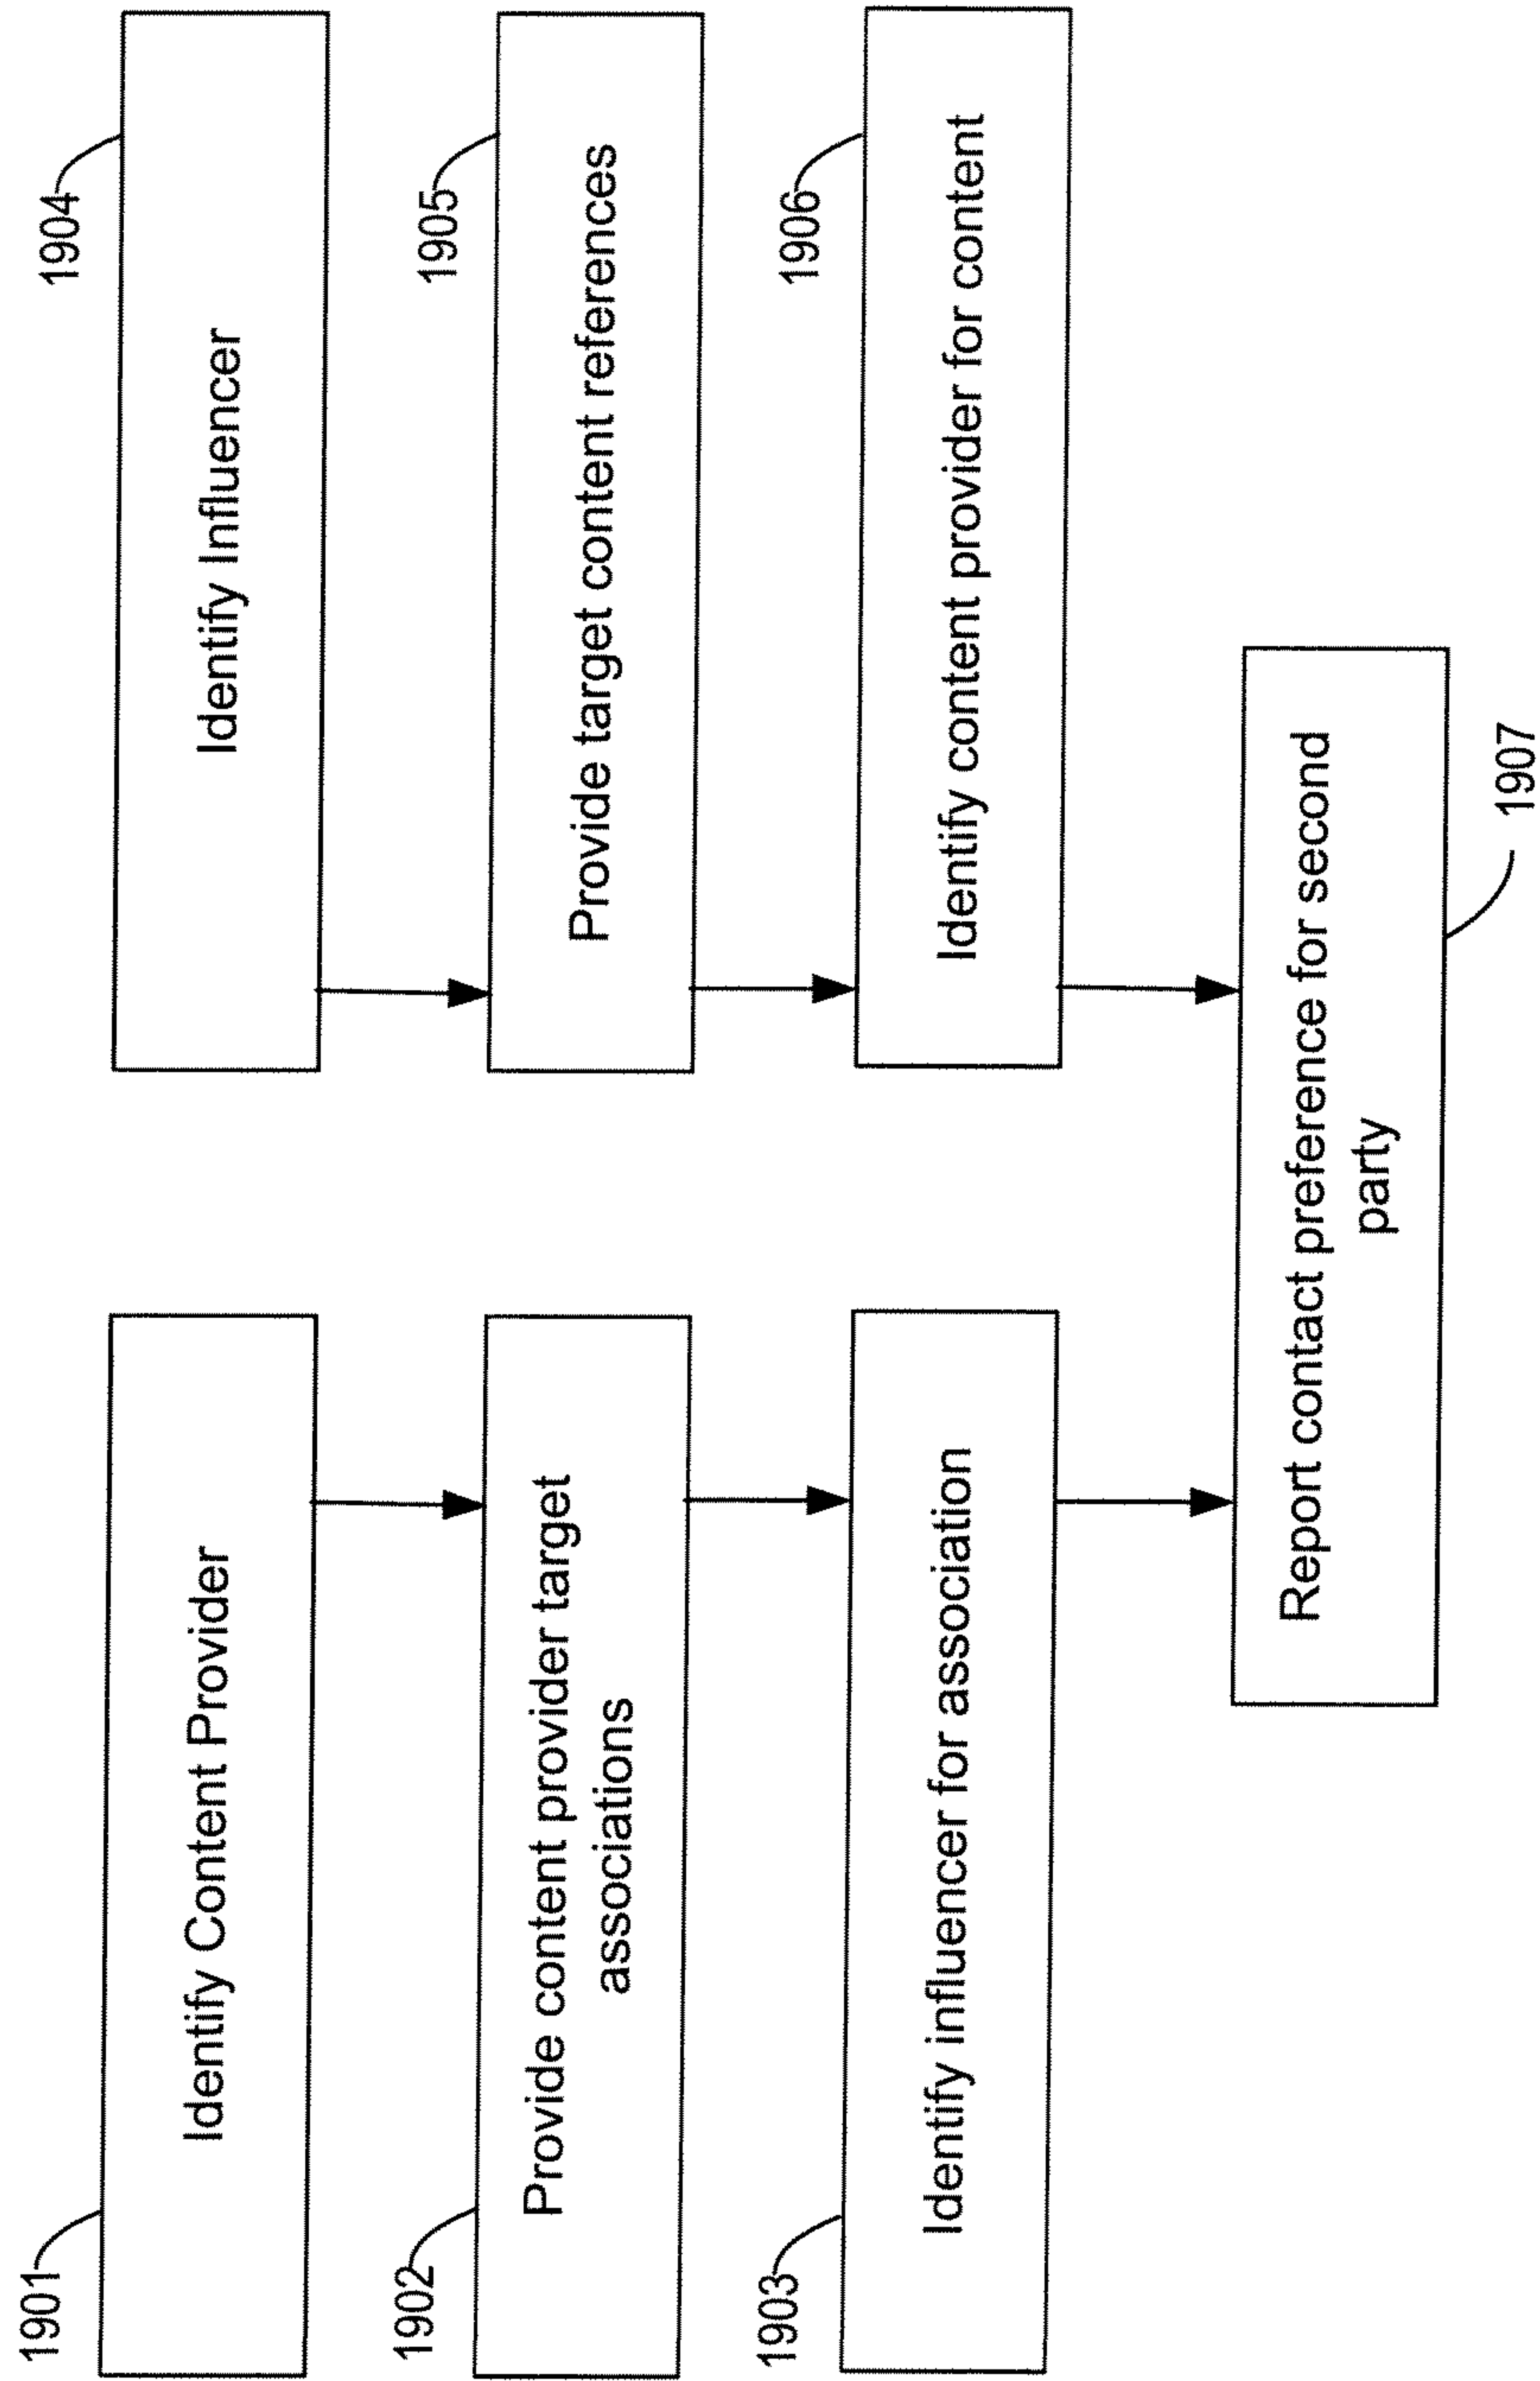 1901
Identify Content Provider
1902
Provide content provider target
associations
1903
Identify influencer for association
1904
Identify Influencer
1905
Provide target content references
1906
Identify content provider for content
Report contact preference for second
party
1907